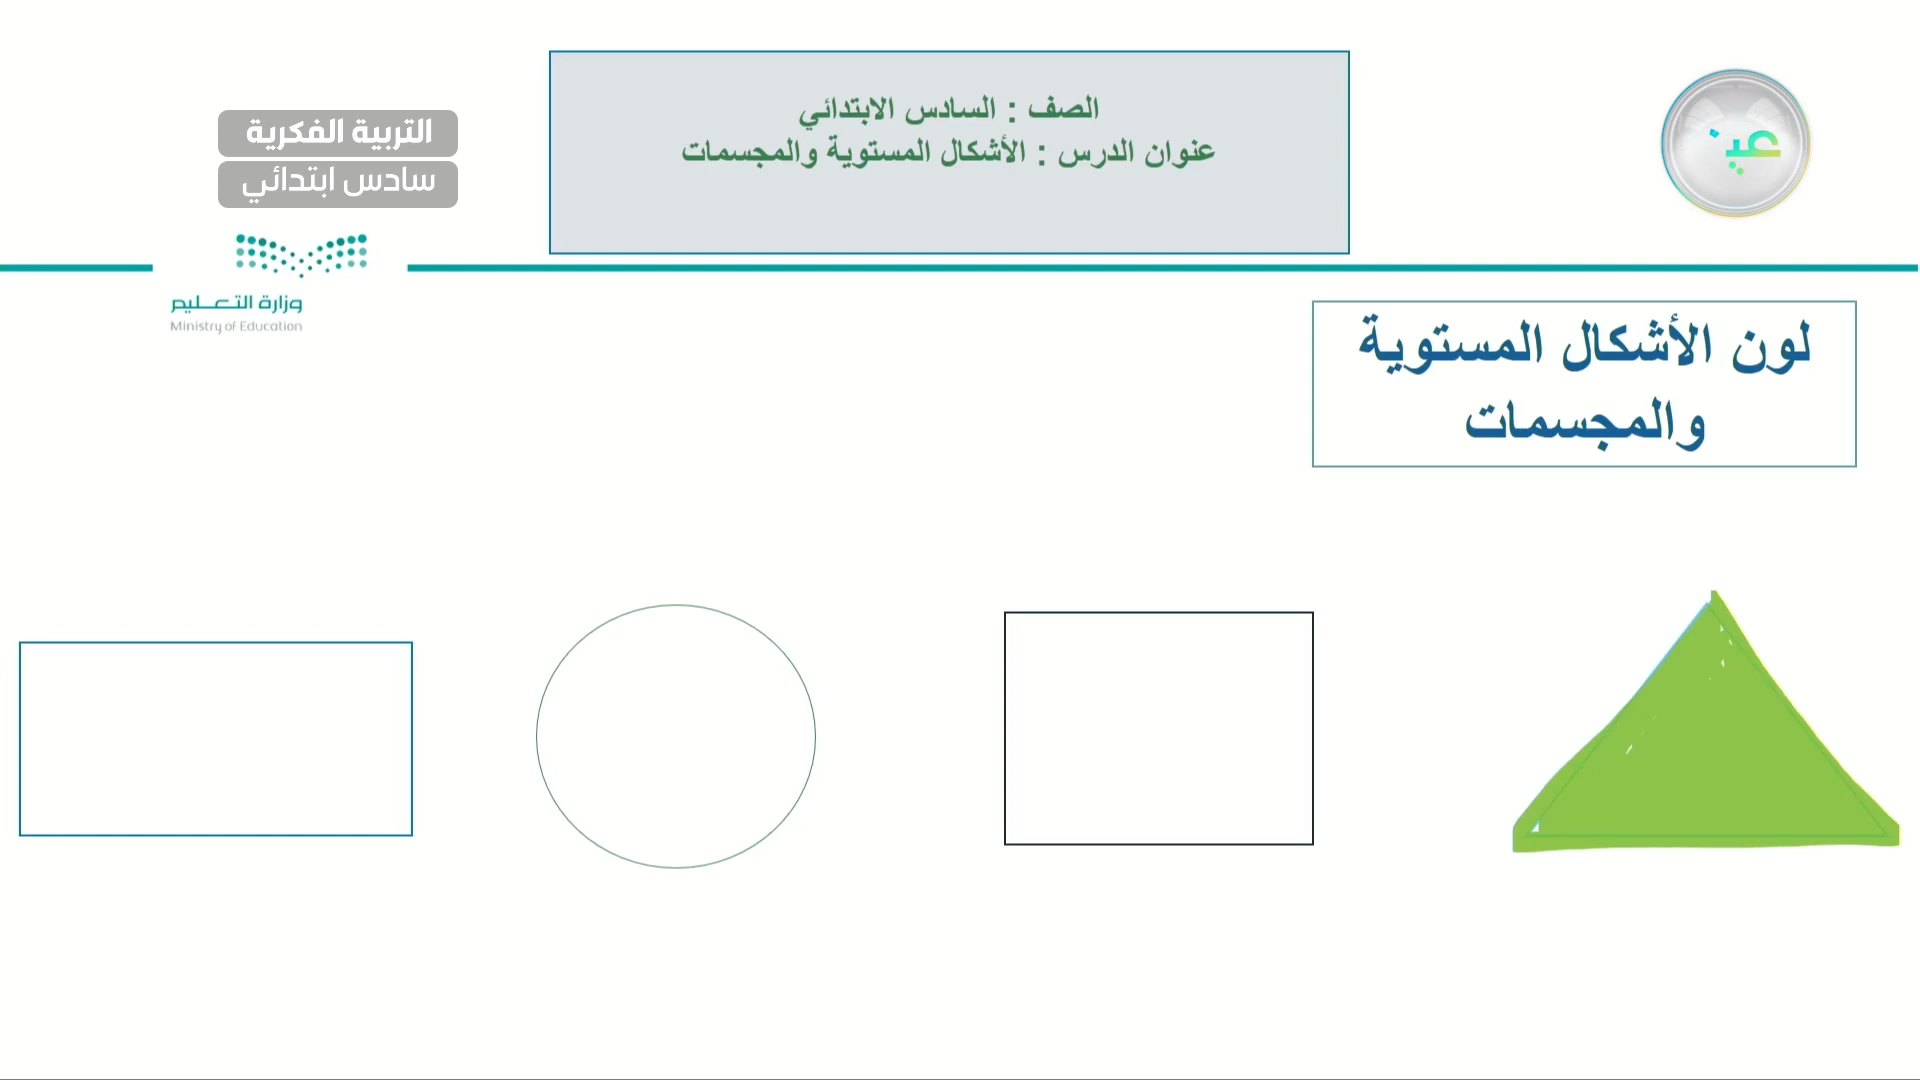 الصف : السادس الابتدائي
عنوان الدرس : الأشكال المستوية والمجسمات
عين
التربية الفكرية
سادس ابتدائي
وزارة التعليم
Ministry of Education
لون الأشكال المستوية
والمجسمات